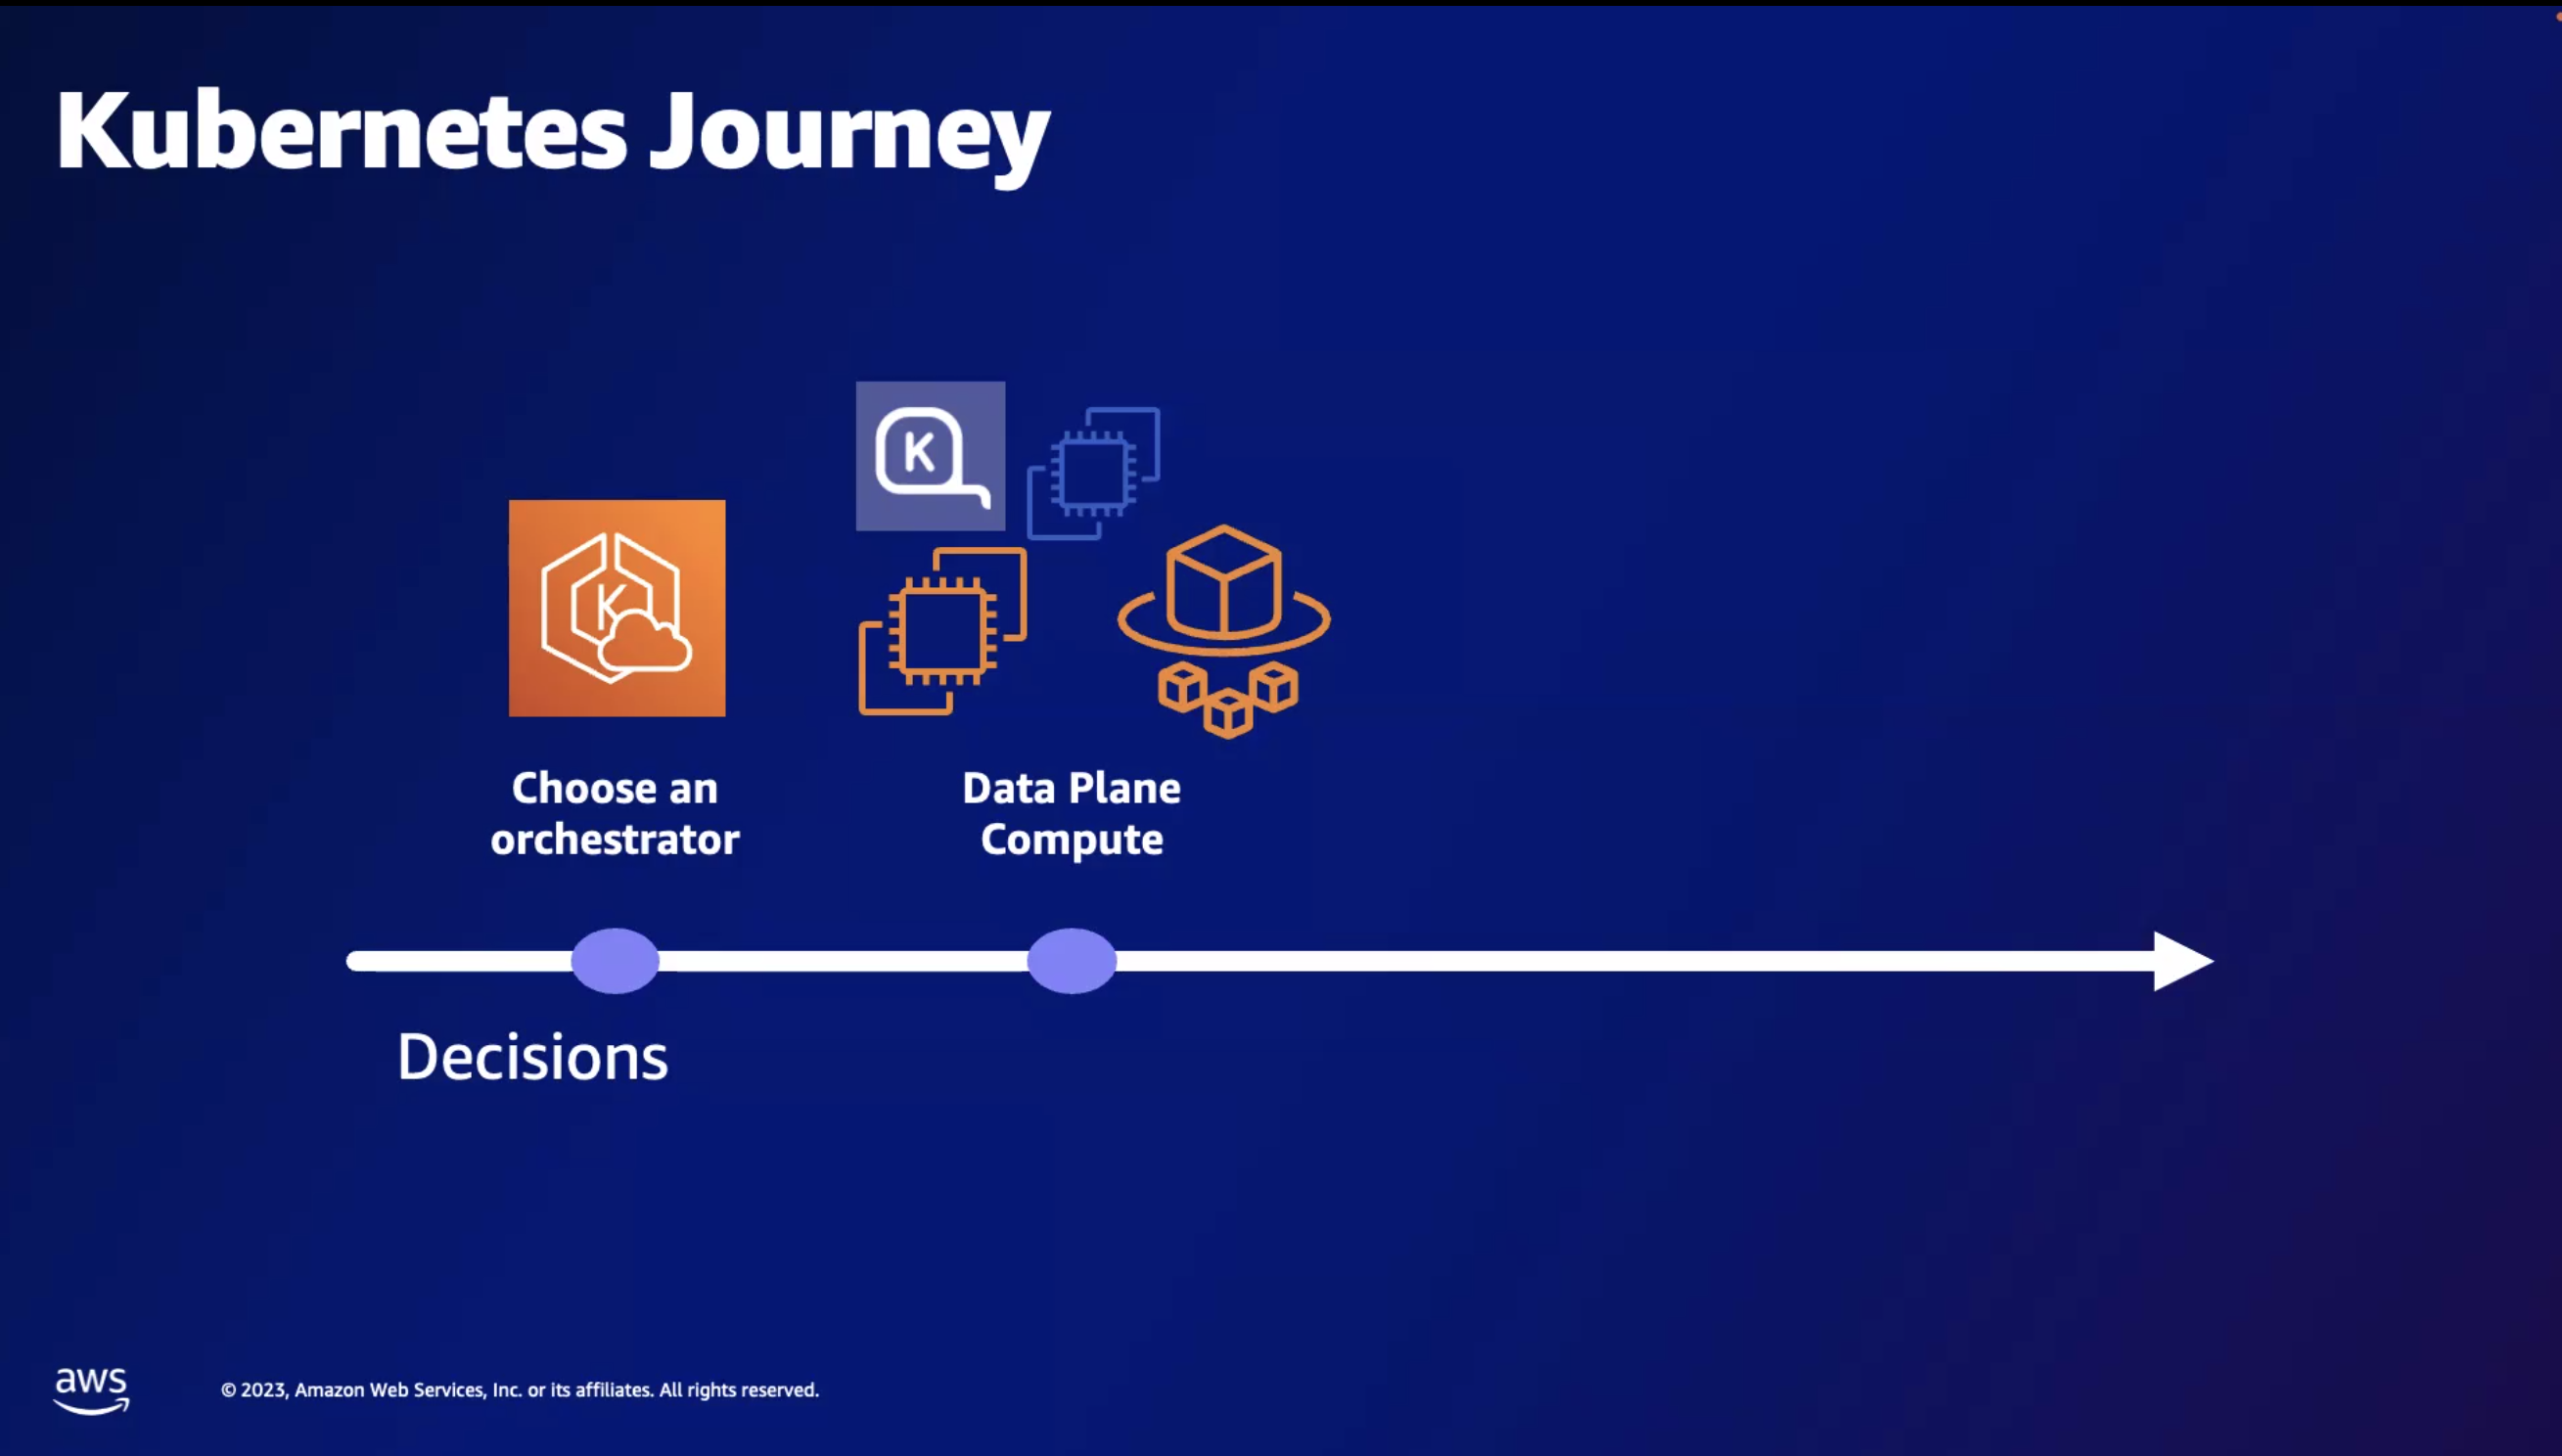 Kubernetes Journey
K
K
Choose an
orchestrator
Data Plane
Compute
Decisions
aws
© 2023, Amazon Web Services, Inc. or its affiliates. All rights reserved.